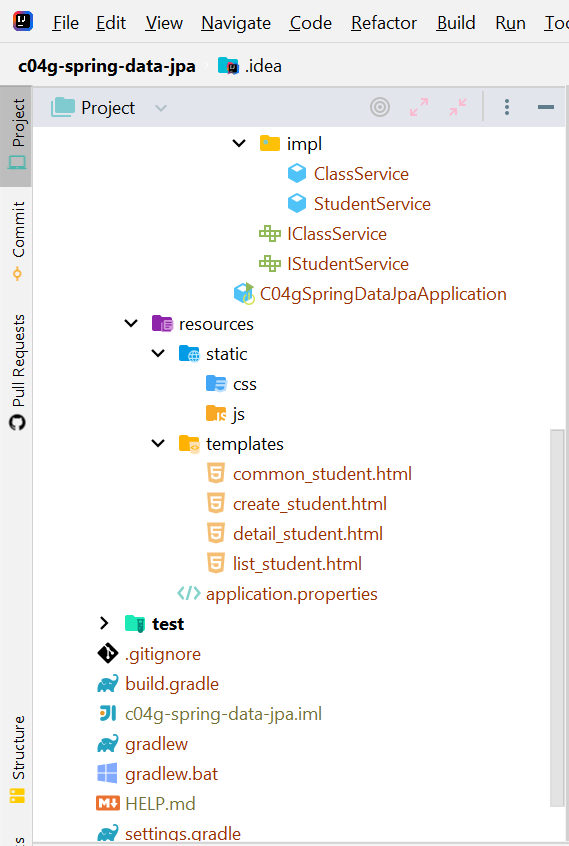 File Edit View Navigate Code Refactor Build Run
c04g-spring-data-jpa .idea
Project
Project
Commit
Pull Requests
Structure
impl
ClassService
StudentService
IClassService
IStudentService
C04gSpringDataJpaApplication
resources
static
css
js
templates
common_student.html
create_student.html
detail_student.html
list_student.html
application.properties
test
.gitignore
build.gradle
c04g-spring-data-jpa.iml
gradlew
gradlew.bat
HELP.md
settings.gradle